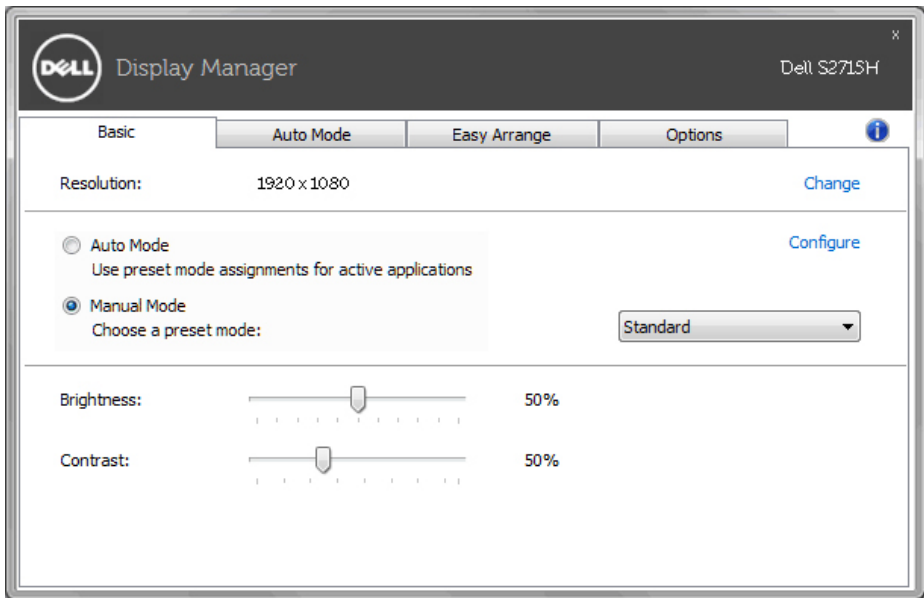 DELL
Display Manager
x
Dell S2715H
Basic
Auto Mode
Easy Arrange
Options
i
Resolution:
1920 x 1080
Change
Auto Mode
Configure
Use preset mode assignments for active applications
Manual Mode
Choose a preset mode:
Standard
Brightness:
50%
Contrast:
50%